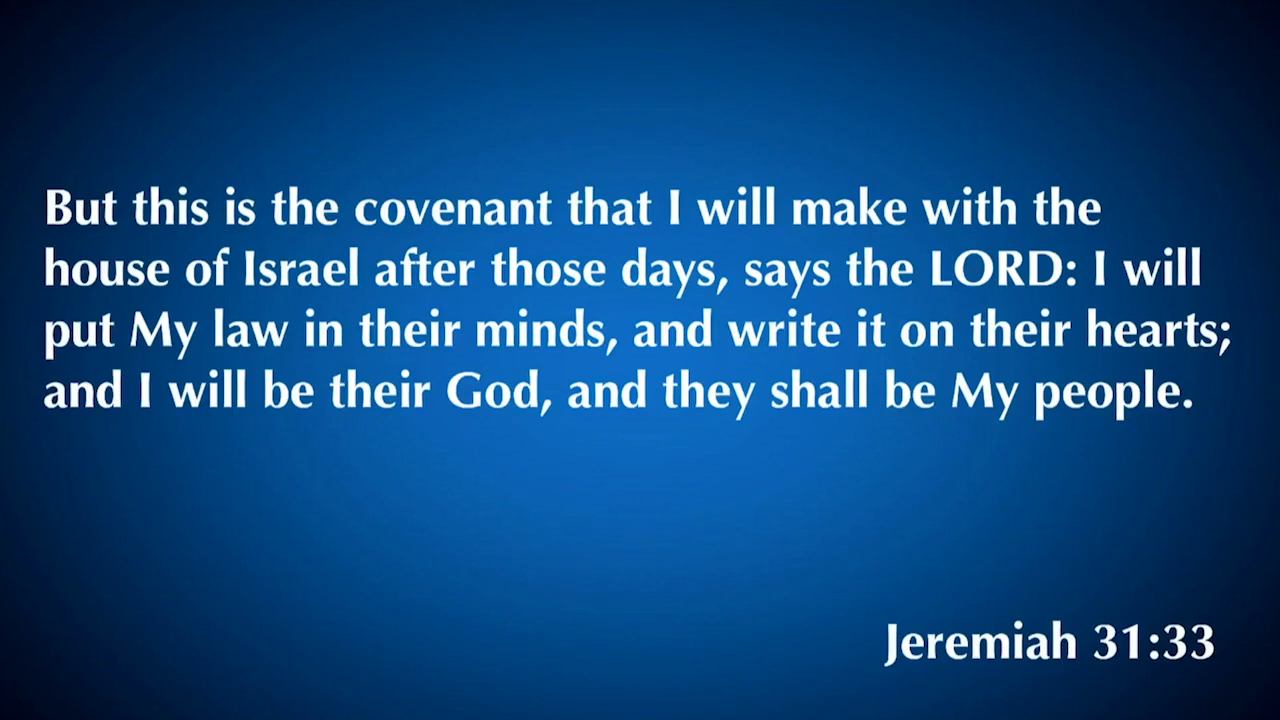 But this is the covenant that I will make with the
house of Israel after those days, says the LORD: I will
put My law in their minds, and write it on their hearts;
and I will be their God, and they shall be My people.
Jeremiah 31:33